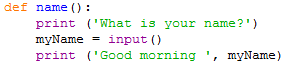 def name():
    print ('What is your name?')
    myName = input()
    print ('Good morning ', myName)